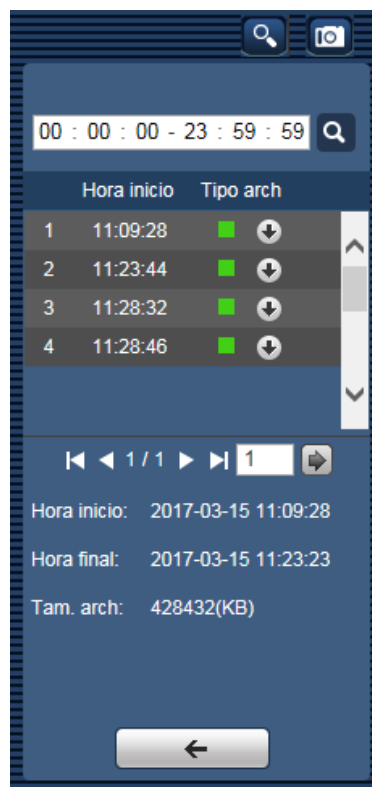 00 : 00 : 00 - 23 : 59 : 59
Hora inicio Tipo arch
1 11:09:28
2 11:23:44
3 11:28:32
4 11:28:46
1 / 1 1
Hora inicio: 2017-03-15 11:09:28
Hora final: 2017-03-15 11:23:23
Tam. arch: 428432(KB)